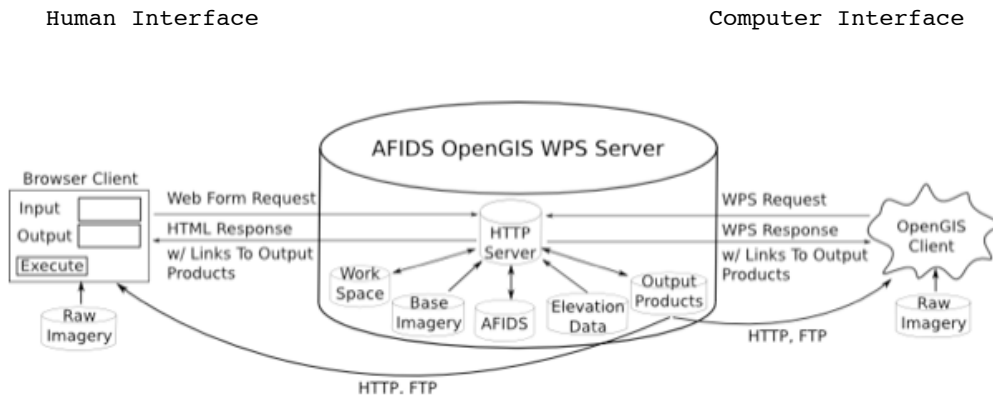 Human Interface
Computer Interface
AFIDS OpenGIS WPS Server
Browser Client
Input
Output
Execute
Raw
Imagery
Web Form Request
HTML Response
w/ Links To Output
Products
HTTP
Server
Work
Space
Base
Imagery
AFIDS
Elevation
Data
Output
Products
WPS Request
WPS Response
w/ Links To Output
Products
OpenGIS
Client
Raw
Imagery
HTTP, FTP
HTTP, FTP